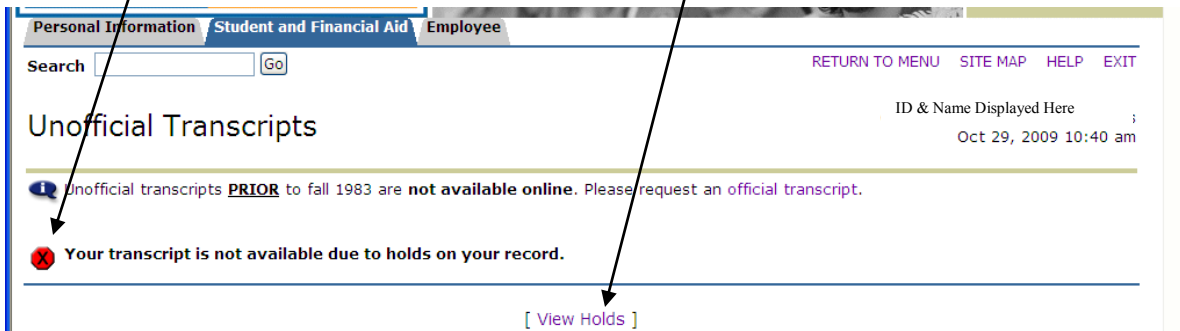 Personal Information Student and Financial Aid Employee
Search Go RETURN TO MENU SITE MAP HELP EXIT
ID & Name Displayed Here
Unofficial Transcripts
Oct 29, 2009 10:40 am
Unofficial transcripts PRIOR to fall 1983 are not available online. Please request an official transcript.
X Your transcript is not available due to holds on your record.
[ View Holds ]